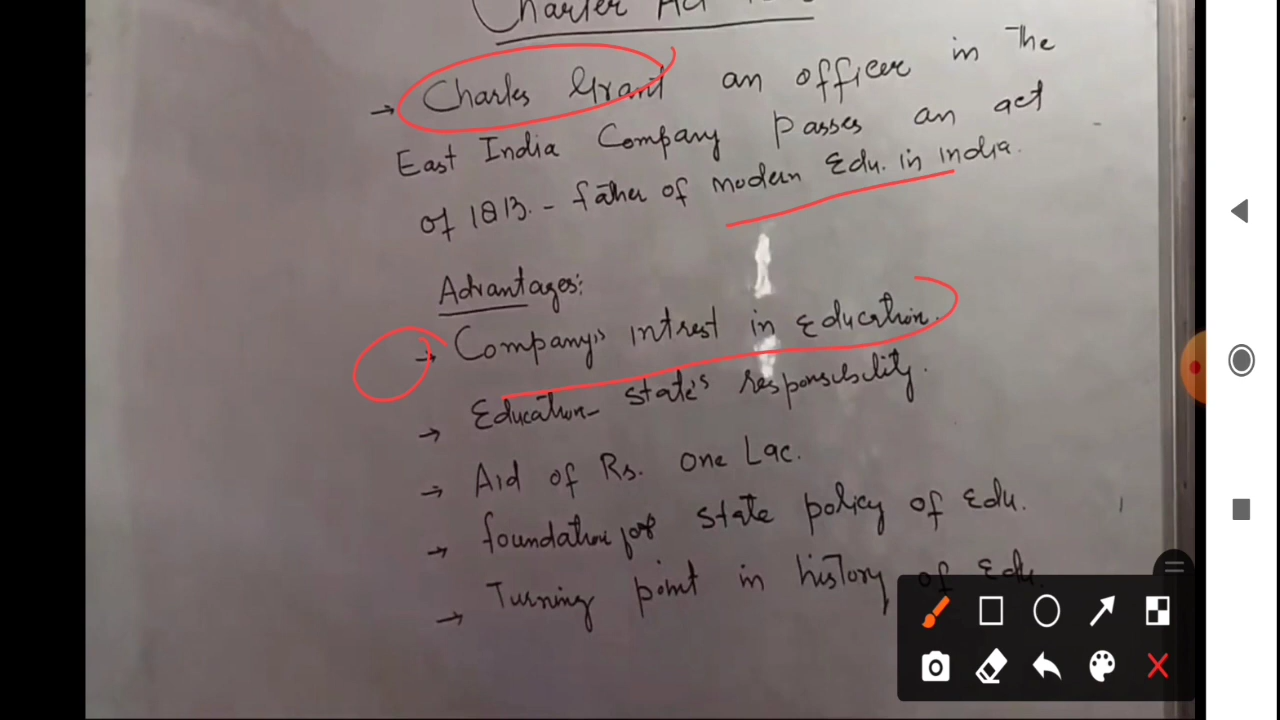 Charter Act
→ Charles Grant an officer in The
East India Company passes an act
of 1813. - father of modern Edu. in india.
Advantages:
→ Company's intrest in Education.
→ Education - state's responsibility.
→ Aid of Rs. One Lac.
→ foundation of state policy of Edu.
→ Turning point in history of Edu.